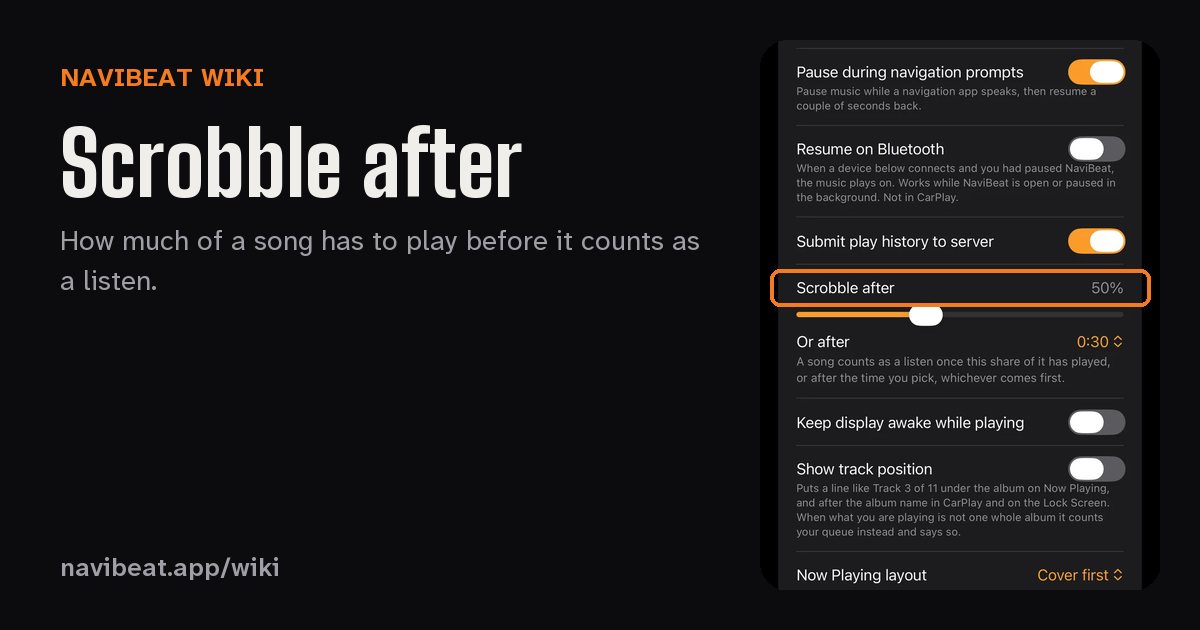 NAVIBEAT WIKI
Scrobble after
How much of a song has to play before it counts as
a listen.
navibeat.app/wiki
Pause during navigation prompts
Pause music while a navigation app speaks, then resume a
couple of seconds back.
Resume on Bluetooth
When a device below connects and you had paused NaviBeat,
the music plays on. Works while NaviBeat is open or paused in
the background. Not in CarPlay.
Submit play history to server
Scrobble after 50%
Or after 0:30
A song counts as a listen once this share of it has played,
or after the time you pick, whichever comes first.
Keep display awake while playing
Show track position
Puts a line like Track 3 of 11 under the album on Now Playing,
and after the album name in CarPlay and on the Lock Screen.
When what you are playing is not one whole album it counts
your queue instead and says so.
Now Playing layout Cover first